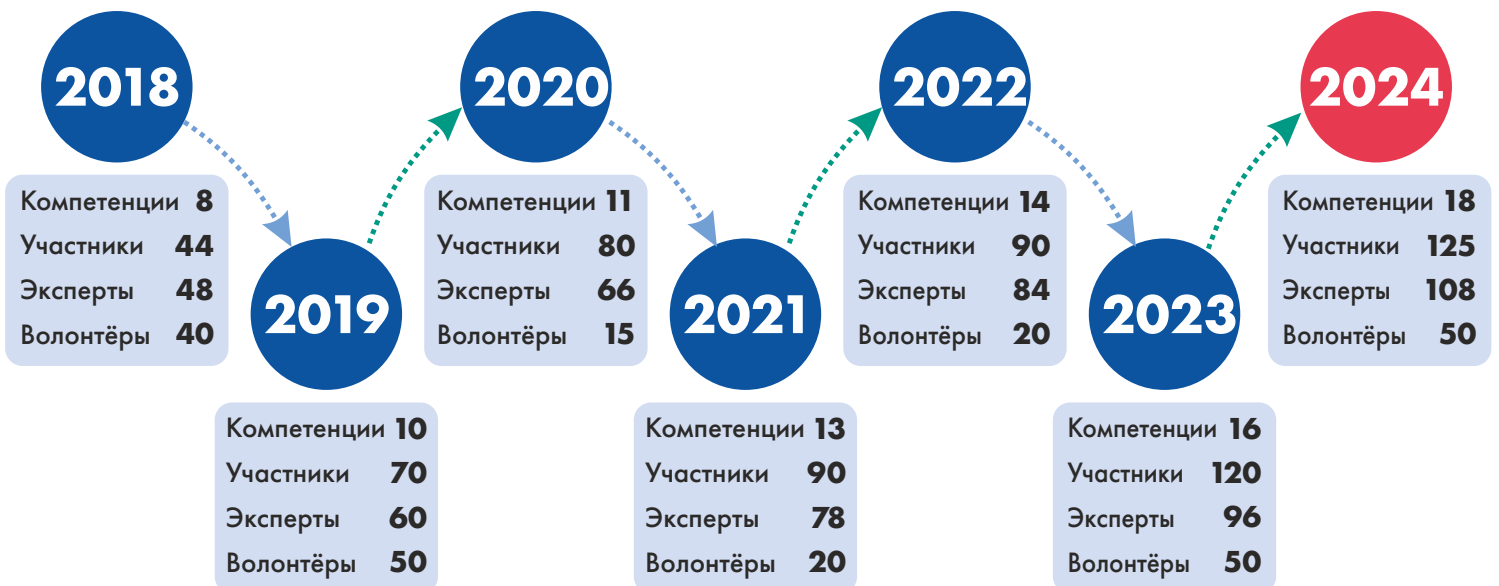 2018
Компетенции 8
Участники 44
Эксперты 48
Волонтёры 40
2019
Компетенции 10
Участники 70
Эксперты 60
Волонтёры 50
2020
Компетенции 11
Участники 80
Эксперты 66
Волонтёры 15
2021
Компетенции 13
Участники 90
Эксперты 78
Волонтёры 20
2022
Компетенции 14
Участники 90
Эксперты 84
Волонтёры 20
2023
Компетенции 16
Участники 120
Эксперты 96
Волонтёры 50
2024
Компетенции 18
Участники 125
Эксперты 108
Волонтёры 50